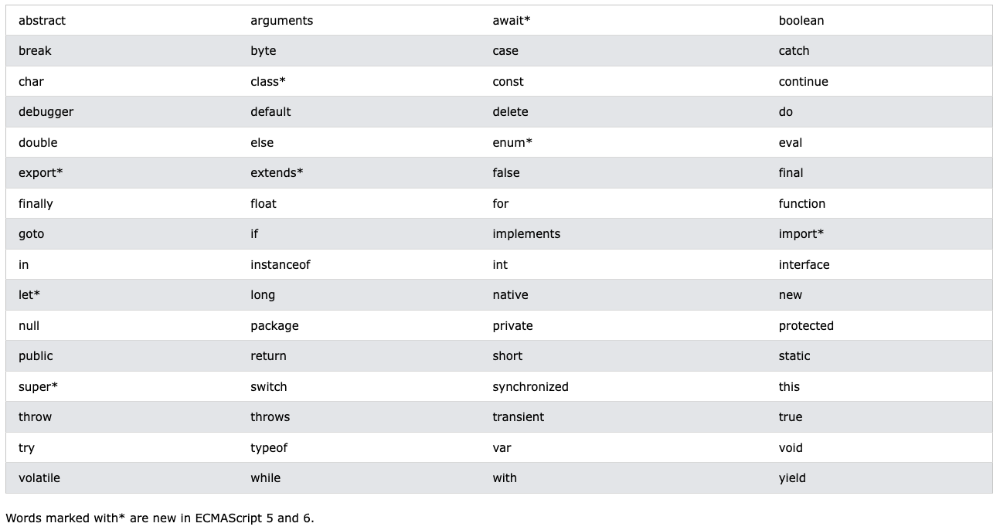 abstract arguments await* boolean
break byte case catch
char class* const continue
debugger default delete do
double else enum* eval
export* extends* false final
finally float for function
goto if implements import*
in instanceof int interface
let* long native new
null package private protected
public return short static
super* switch synchronized this
throw throws transient true
try typeof var void
volatile while with yield
Words marked with* are new in ECMAScript 5 and 6.